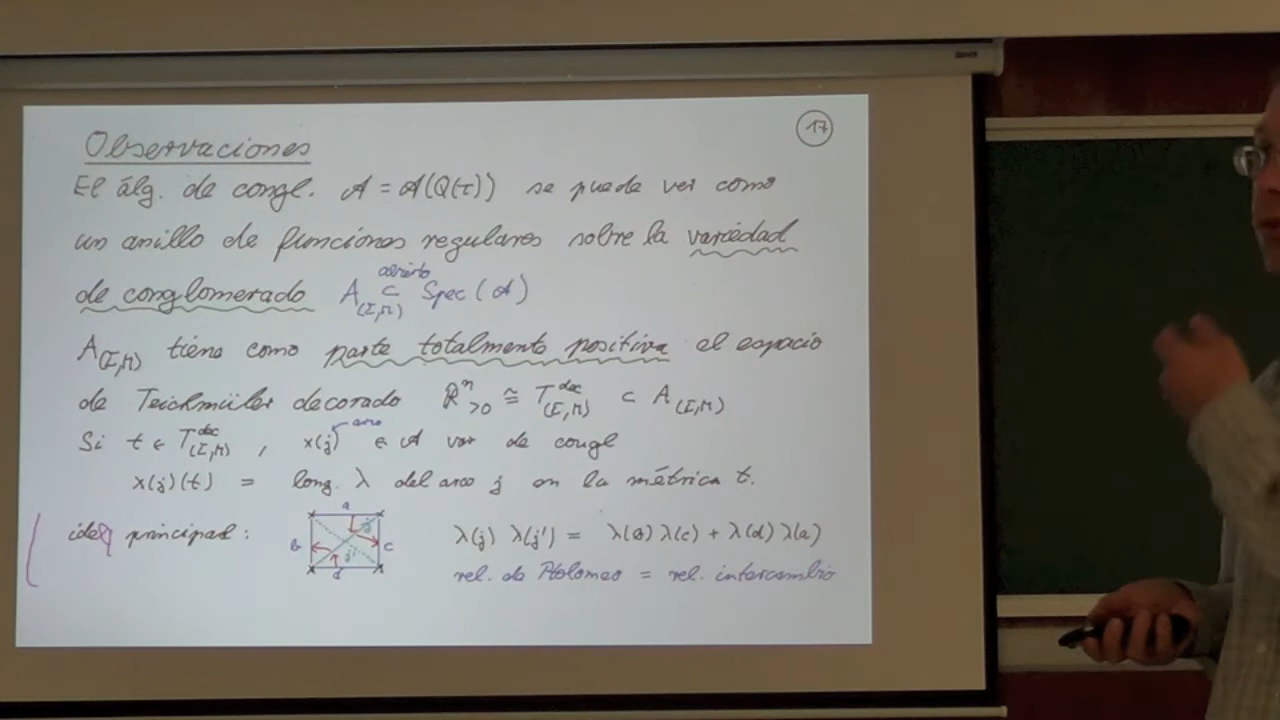 17
Observaciones
El álg. de congl. 𝒜 = 𝒜(Q(τ)) se puede ver como
un anillo de funciones regulares sobre la variedad
abierto
de conglomerado A_(Σ,M) ⊂ Spec(𝒜)
A_(Σ,M) tiene como parte totalmente positiva el espacio
de Teichmüller decorado ℝⁿ_>0 ≅ T^dec_(Σ,M) ⊂ A_(Σ,M)
Si t ∈ T^dec_(Σ,M) , x(j) ∈ 𝒜 var de congl
arco
x(j)(t) = long. λ del arco j en la métrica t.
idea principal:
a
b
c
d
j
j'
λ(j) λ(j') = λ(b) λ(c) + λ(d) λ(a)
rel. de Ptolomeo = rel. intercambio